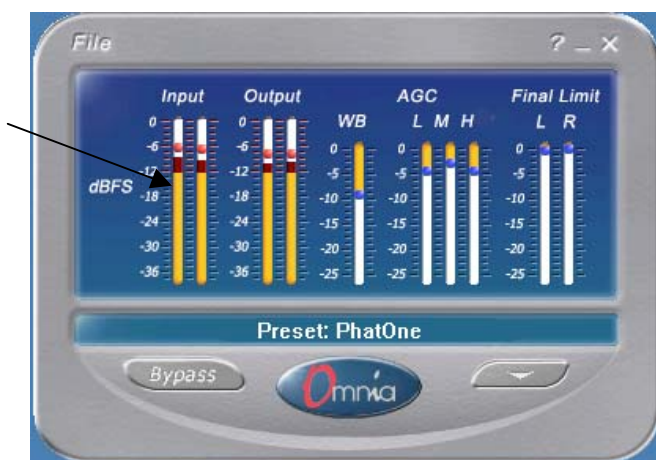 File ? _ X
Input Output AGC Final Limit
WB L M H L R
0 0
-6 -6 0 0 0
-12 -12 -5 -5 -5
dBFS
-18 -18 -10 -10 -10
-24 -24 -15 -15 -15
-30 -30 -20 -20 -20
-36 -36 -25 -25 -25
Preset: PhatOne
Bypass Omnia